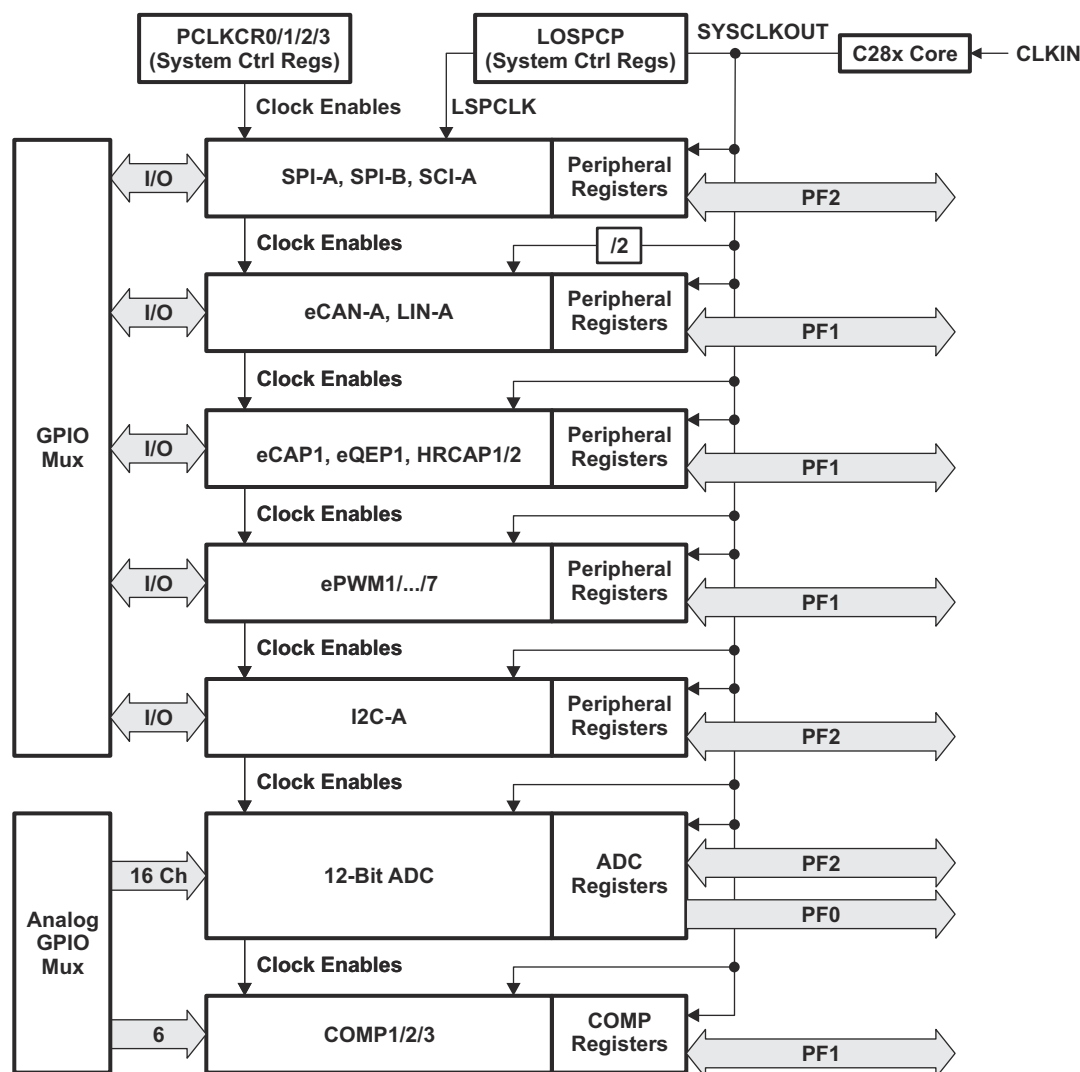 PCLKCR0/1/2/3
(System Ctrl Regs)
LOSPCP
(System Ctrl Regs)
SYSCLKOUT
C28x Core
CLKIN
Clock Enables
LSPCLK
I/O
SPI-A, SPI-B, SCI-A
Peripheral
Registers
PF2
Clock Enables
/2
I/O
eCAN-A, LIN-A
Peripheral
Registers
PF1
Clock Enables
GPIO
Mux
I/O
eCAP1, eQEP1, HRCAP1/2
Peripheral
Registers
PF1
Clock Enables
I/O
ePWM1/.../7
Peripheral
Registers
PF1
Clock Enables
I/O
I2C-A
Peripheral
Registers
PF2
Clock Enables
Analog
GPIO
Mux
16 Ch
12-Bit ADC
ADC
Registers
PF2
PF0
Clock Enables
6
COMP1/2/3
COMP
Registers
PF1